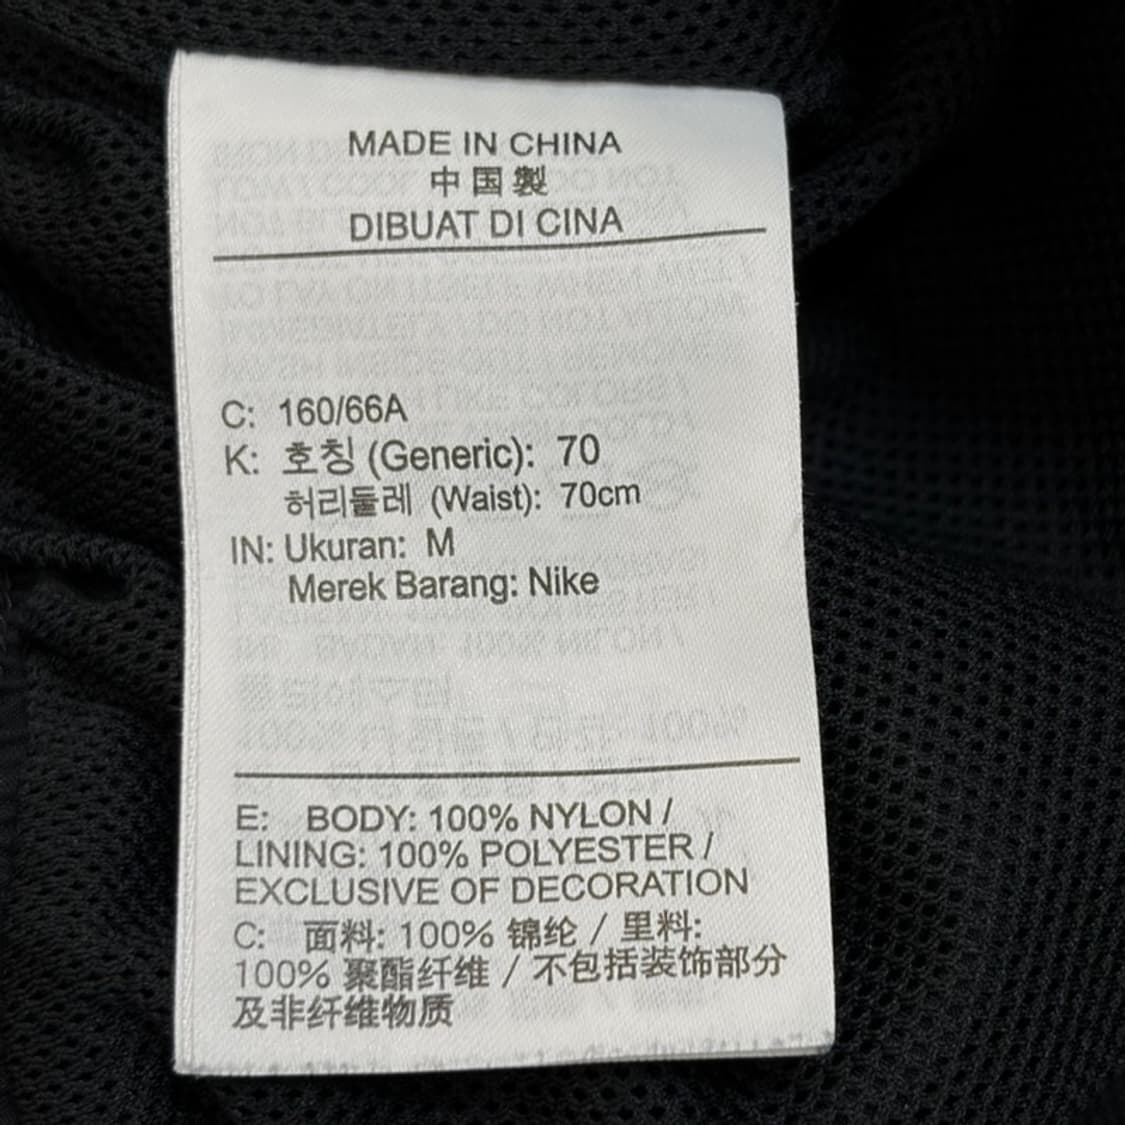 MADE IN CHINA
中国製
DIBUAT DI CINA
C: 160/66A
K: 호칭 (Generic): 70
허리둘레 (Waist): 70cm
IN: Ukuran: M
Merek Barang: Nike
E: BODY: 100% NYLON /
LINING: 100% POLYESTER /
EXCLUSIVE OF DECORATION
C: 面料: 100% 锦纶 / 里料:
100% 聚酯纤维 / 不包括装饰部分
及非纤维物质